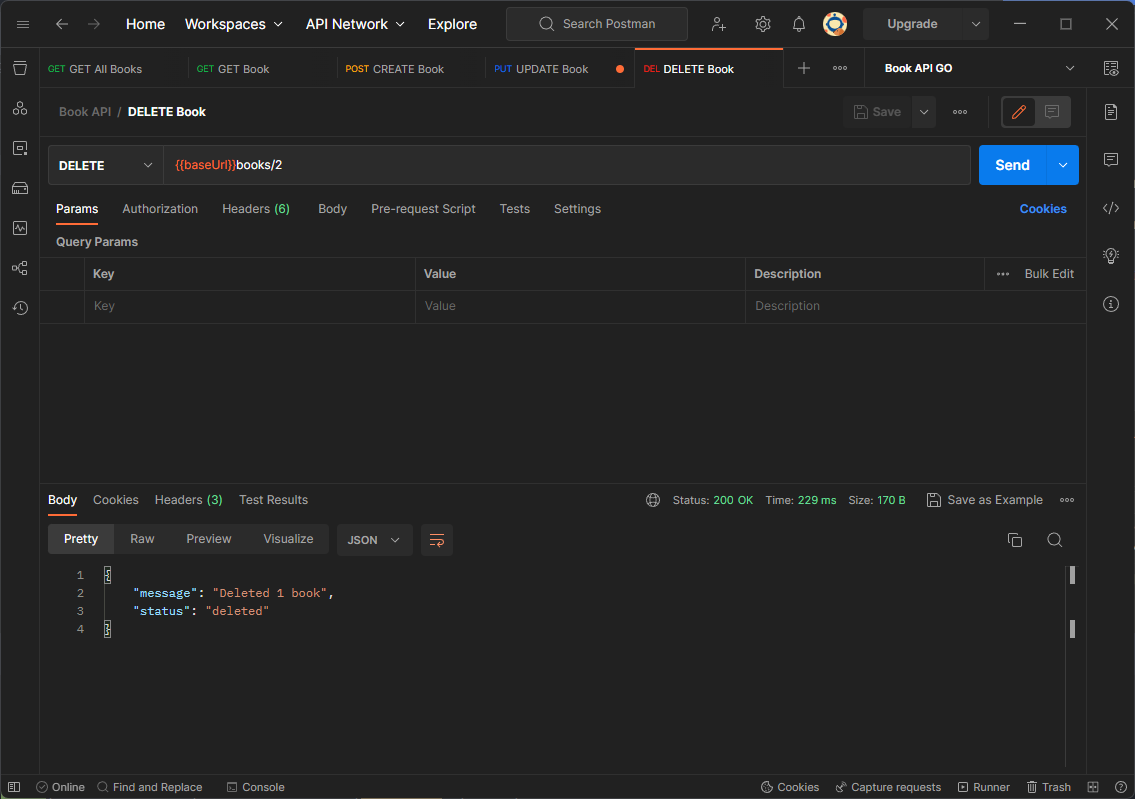 Home Workspaces API Network Explore Search Postman Upgrade
GET GET All Books GET GET Book POST CREATE Book PUT UPDATE Book DEL DELETE Book Book API GO
Book API / DELETE Book Save
DELETE {{baseUrl}}books/2 Send
Params Authorization Headers (6) Body Pre-request Script Tests Settings Cookies
Query Params
Key Value Description Bulk Edit
Key Value Description
Body Cookies Headers (3) Test Results Status: 200 OK Time: 229 ms Size: 170 B Save as Example
Pretty Raw Preview Visualize JSON
1 {
2 "message": "Deleted 1 book",
3 "status": "deleted"
4 }
Online Find and Replace Console Cookies Capture requests Runner Trash